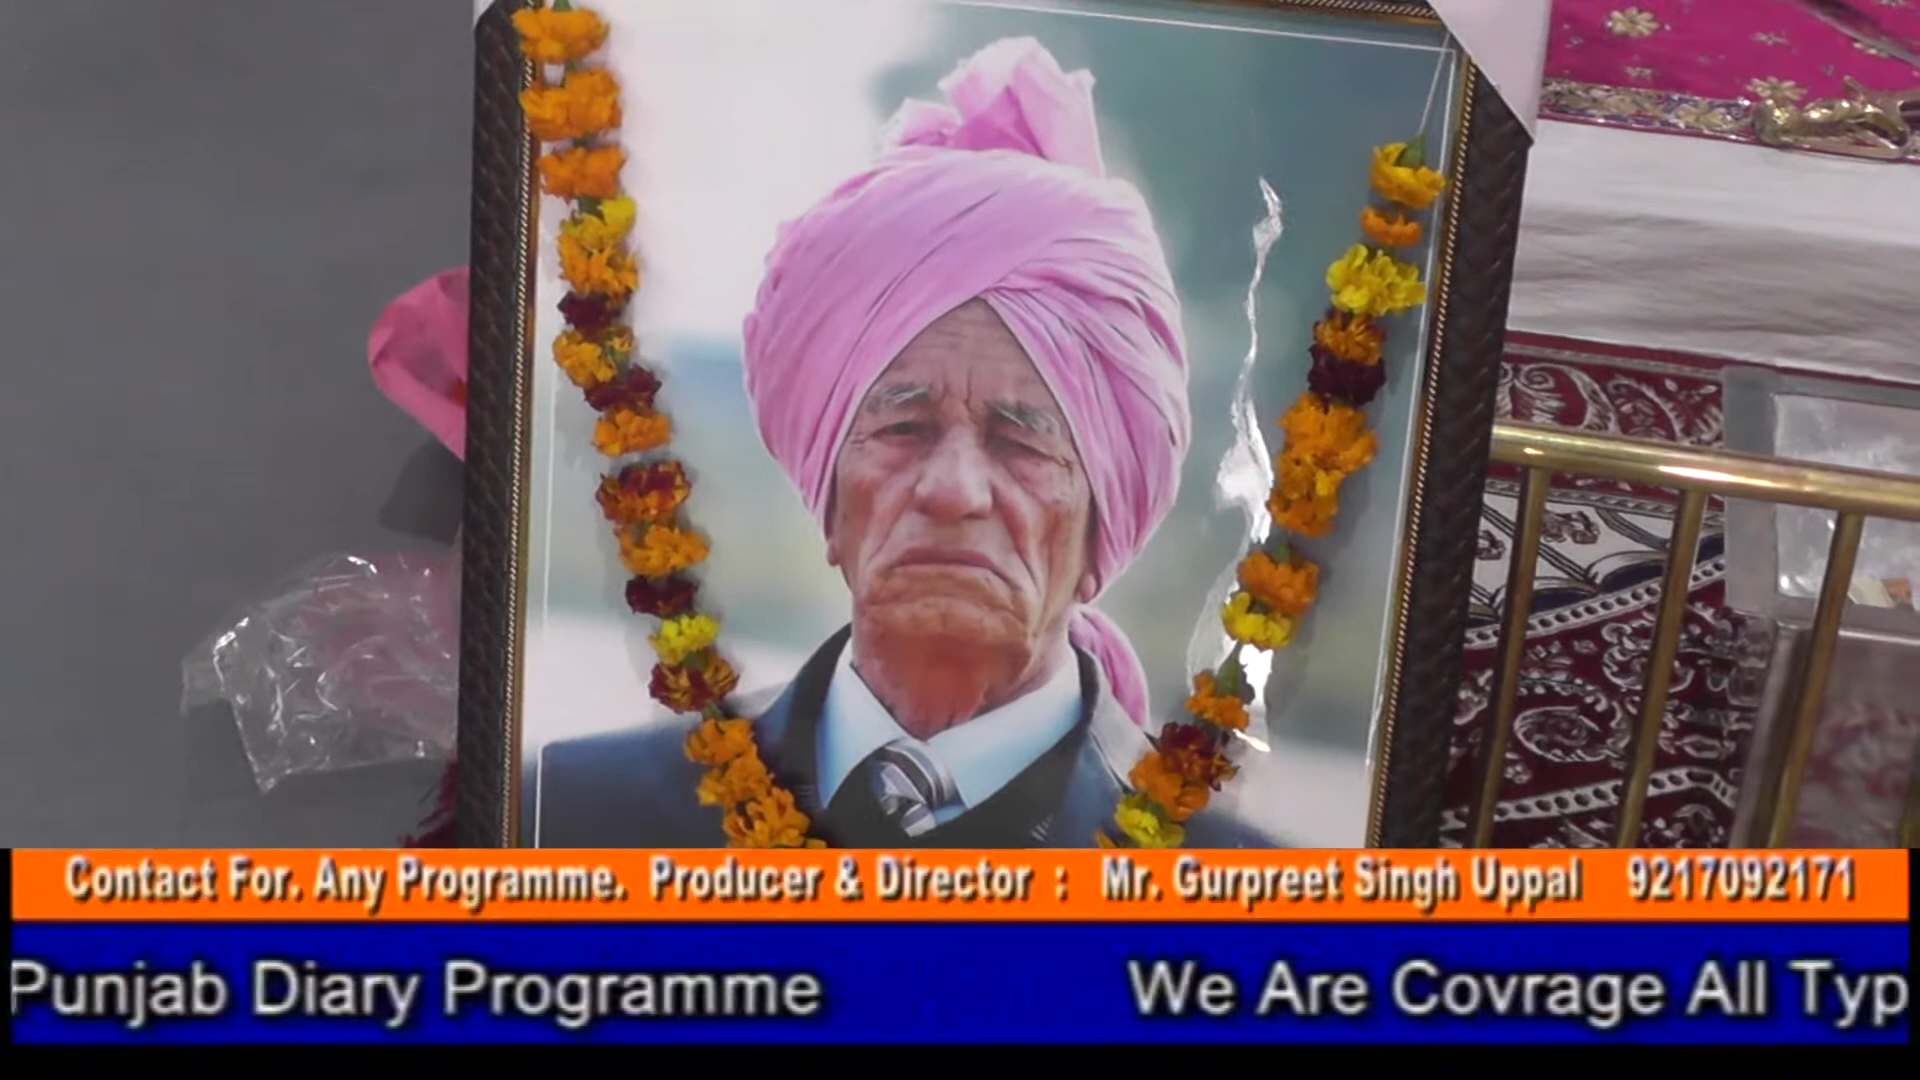 Contact For. Any Programme. Producer & Director : Mr. Gurpreet Singh Uppal 9217092171
Punjab Diary Programme We Are Covrage All Typ